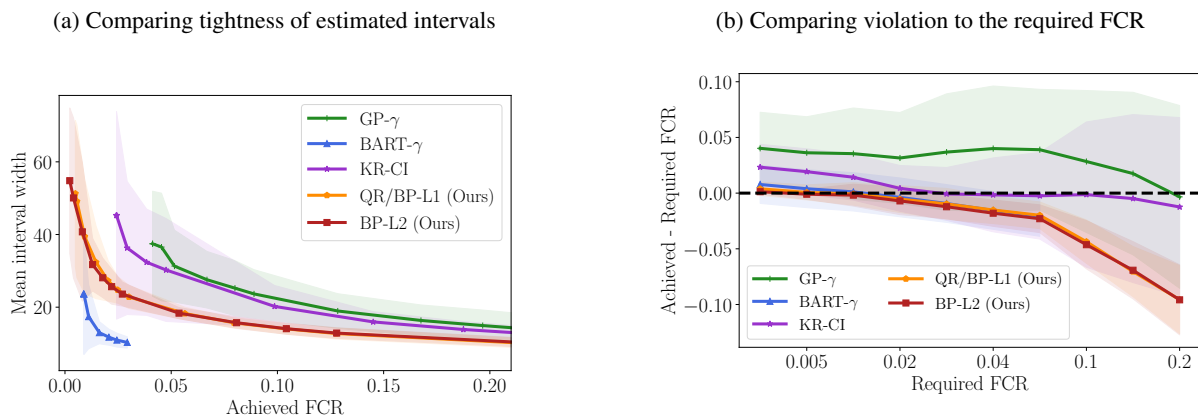 (a) Comparing tightness of estimated intervals
Mean interval width
60
40
20
0.00 0.05 0.10 0.15 0.20
Achieved FCR
GP-γ
BART-γ
KR-CI
QR/BP-L1 (Ours)
BP-L2 (Ours)
(b) Comparing violation to the required FCR
Achieved - Required FCR
0.10
0.05
0.00
−0.05
−0.10
0.005 0.02 0.04 0.1 0.2
Required FCR
GP-γ
BART-γ
KR-CI
QR/BP-L1 (Ours)
BP-L2 (Ours)